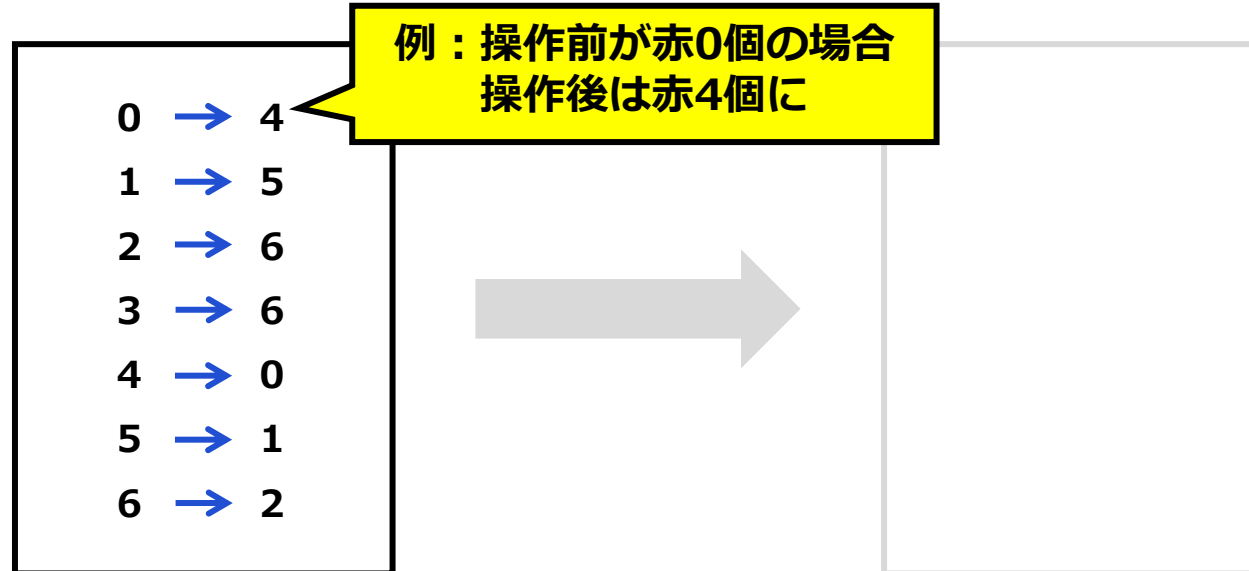 例：操作前が赤0個の場合
操作後は赤4個に
0 → 4
1 → 5
2 → 6
3 → 6
4 → 0
5 → 1
6 → 2